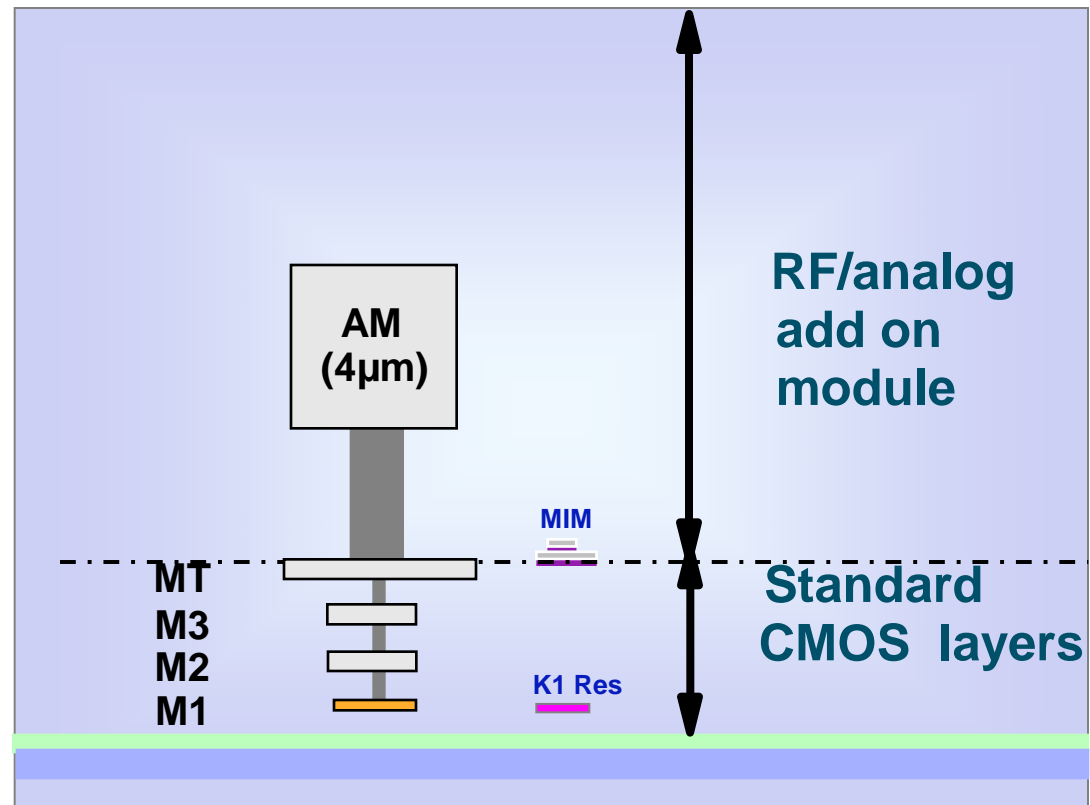 AM
(4µm)
RF/analog
add on
module
MIM
MT
M3
M2
M1
Standard
CMOS layers
K1 Res